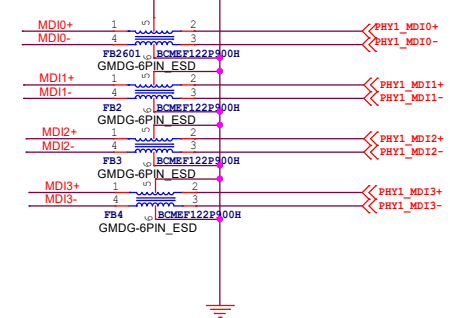 MDI0+ 1 5 2 PHY1_MDI0+
MDI0- 4 3 PHY1_MDI0-
FB2601 6 BCMEF122P900H
GMDG-6PIN_ESD
MDI1+ 1 5 2 PHY1_MDI1+
MDI1- 4 3 PHY1_MDI1-
FB2 6 BCMEF122P900H
GMDG-6PIN_ESD
MDI2+ 1 5 2 PHY1_MDI2+
MDI2- 4 3 PHY1_MDI2-
FB3 6 BCMEF122P900H
GMDG-6PIN_ESD
MDI3+ 1 5 2 PHY1_MDI3+
MDI3- 4 3 PHY1_MDI3-
FB4 6 BCMEF122P900H
GMDG-6PIN_ESD